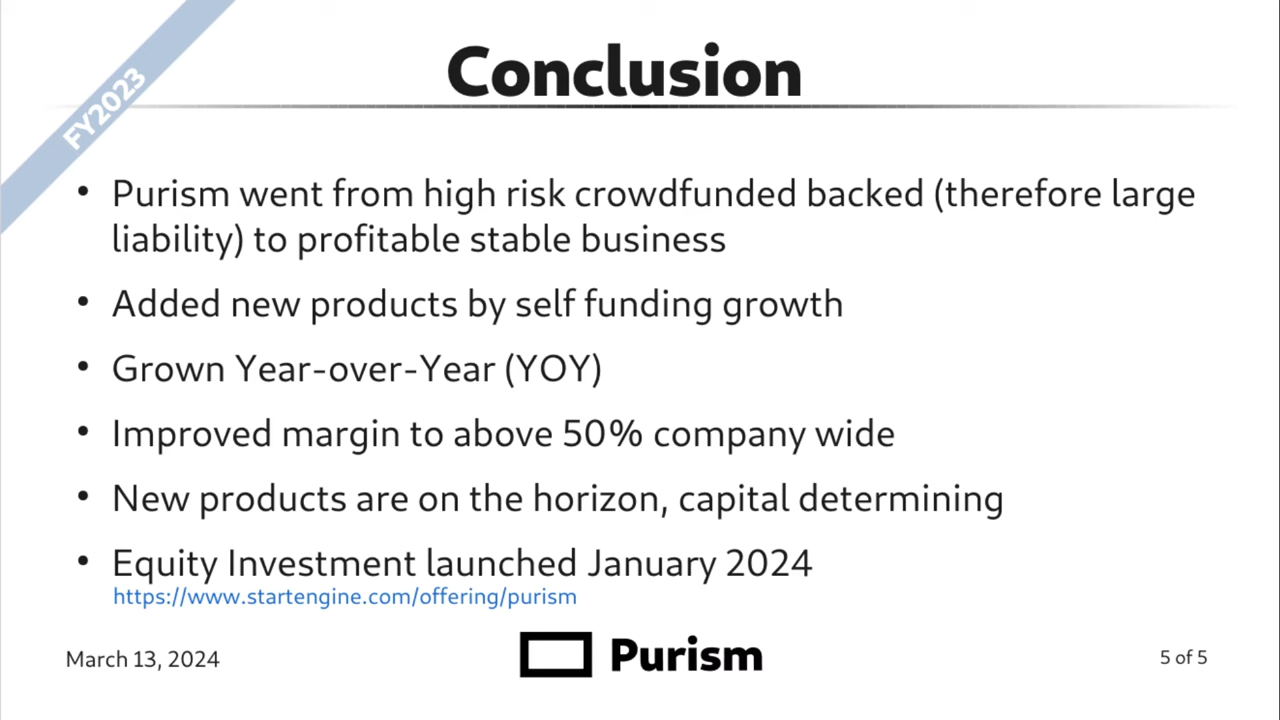 FY2023
Conclusion
• Purism went from high risk crowdfunded backed (therefore large
liability) to profitable stable business
• Added new products by self funding growth
• Grown Year-over-Year (YOY)
• Improved margin to above 50% company wide
• New products are on the horizon, capital determining
• Equity Investment launched January 2024
https://www.startengine.com/offering/purism
March 13, 2024
Purism
5 of 5